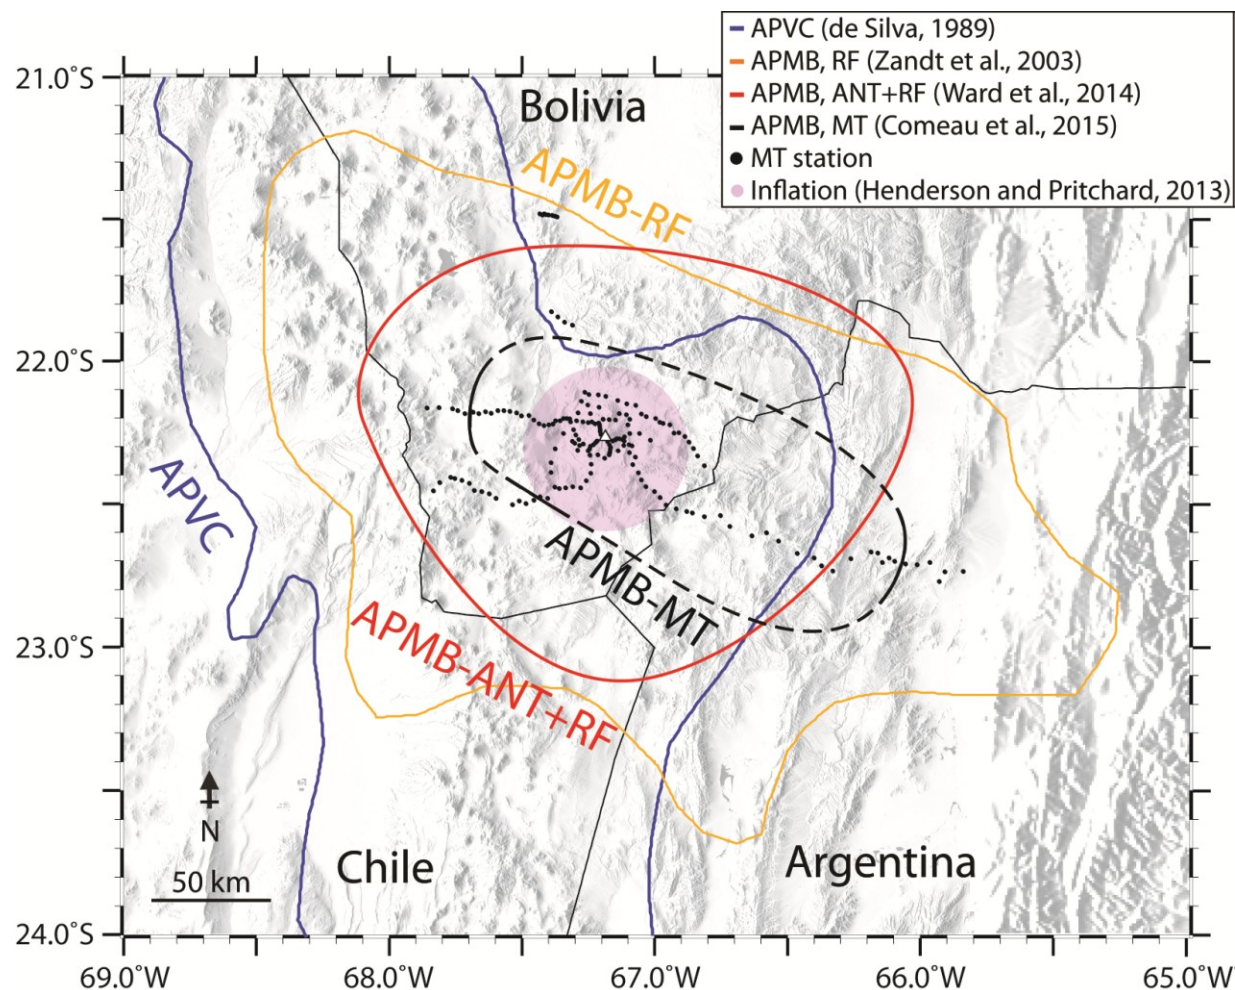 APVC (de Silva, 1989)
APMB, RF (Zandt et al., 2003)
APMB, ANT+RF (Ward et al., 2014)
APMB, MT (Comeau et al., 2015)
MT station
Inflation (Henderson and Pritchard, 2013)
21.0°S
Bolivia
APMB-RF
22.0°S
APVC
APMB-MT
23.0°S
APMB-ANT+RF
N
50 km
Chile
Argentina
24.0°S
69.0°W
68.0°W
67.0°W
66.0°W
65.0°W